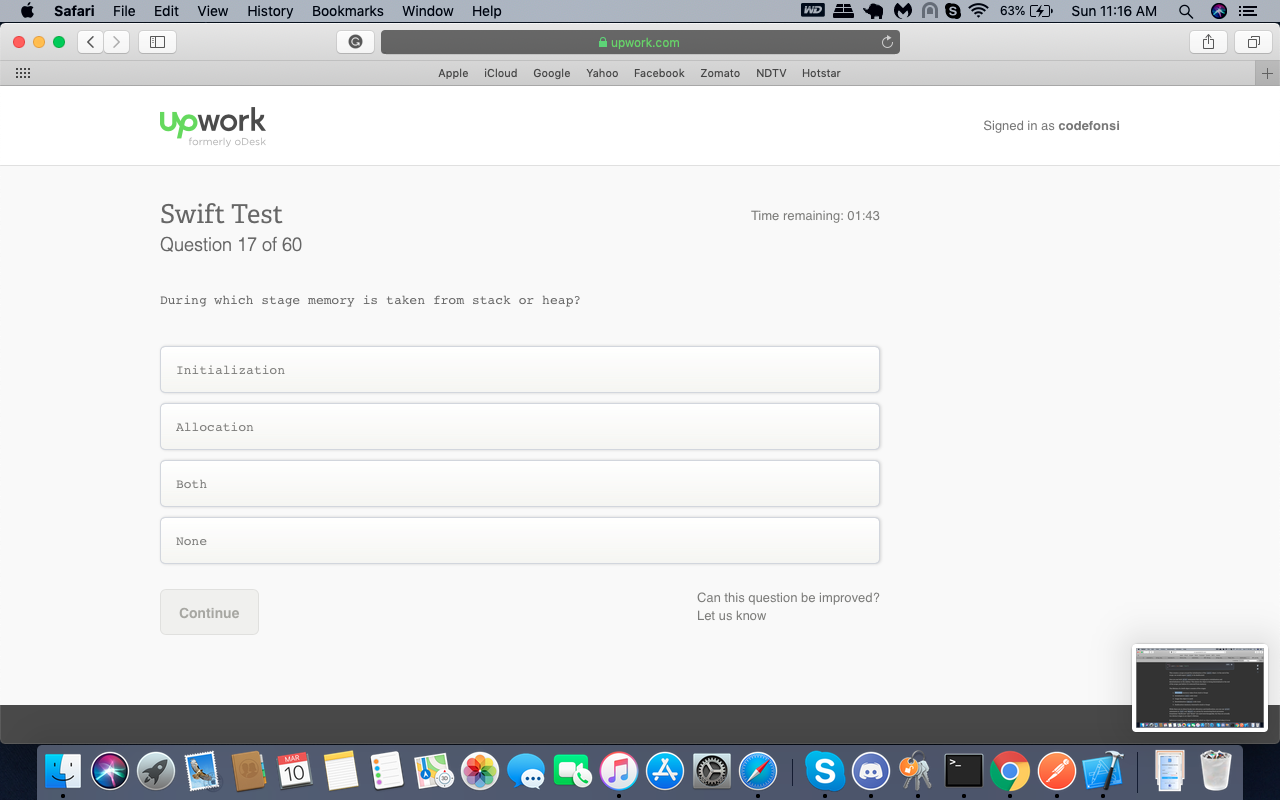 Safari File Edit View History Bookmarks Window Help WD S 63% Sun 11:16 AM
upwork.com
Apple iCloud Google Yahoo Facebook Zomato NDTV Hotstar
upwork
formerly oDesk
Signed in as codefonsi
Swift Test
Time remaining: 01:43
Question 17 of 60
During which stage memory is taken from stack or heap?
Initialization
Allocation
Both
None
Continue
Can this question be improved?
Let us know
MAR
10